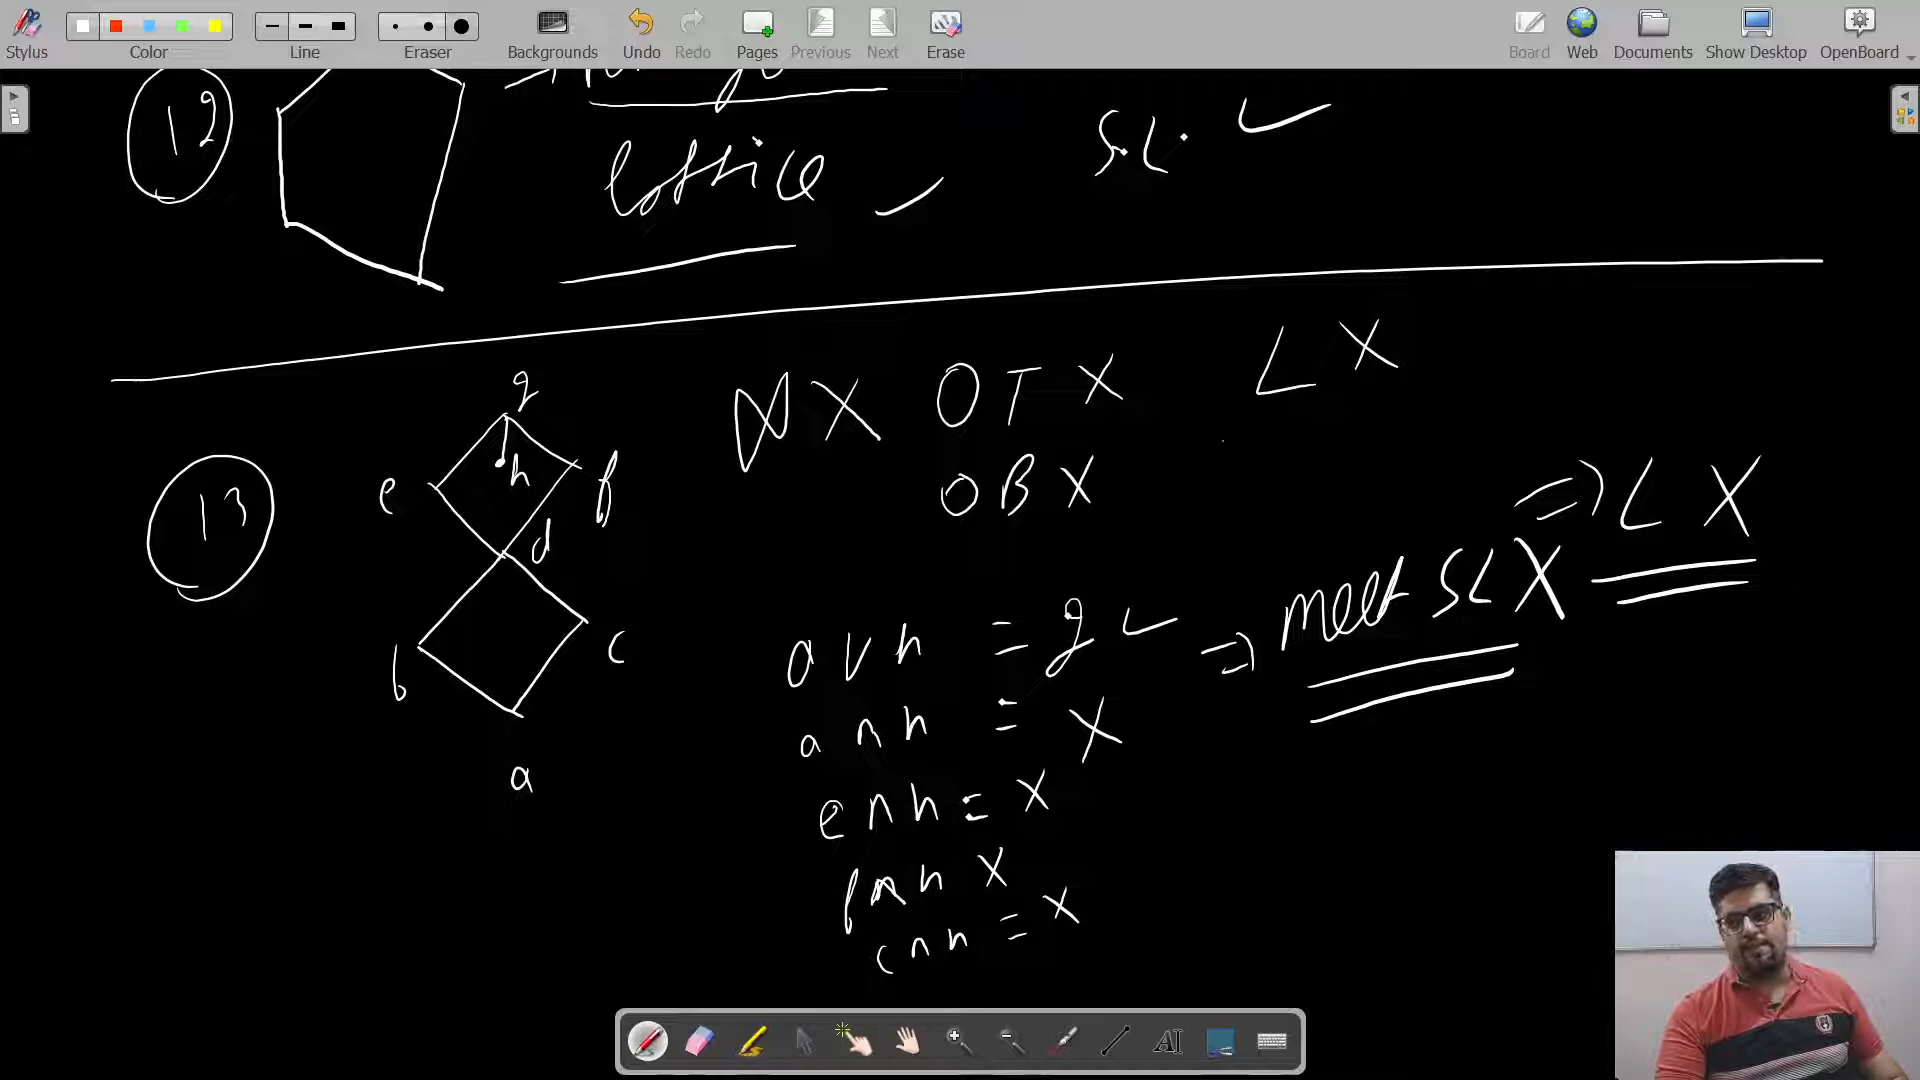 Stylus Color Line Eraser Backgrounds Undo Redo Pages Previous Next Erase Board Web Documents Show Desktop OpenBoard
12
lattice
S.L.
13
g
e
h
f
d
b
c
a
N X OT X L X
OB X
a ∨ h = g
a ∧ h = X
e ∧ h = X
f ∧ h X
c ∧ h = X
⇒ meet SL X
⇒ L X